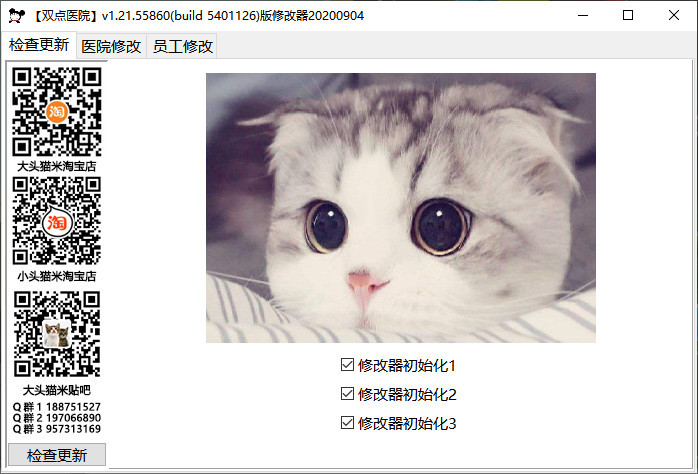 【双点医院】v1.21.55860(build 5401126)版修改器20200904
检查更新 医院修改 员工修改
淘
大头猫米淘宝店
淘
小头猫米淘宝店
大头猫米贴吧
Q群1 188751527
Q群2 197066890
Q群3 957313169
检查更新
修改器初始化1
修改器初始化2
修改器初始化3